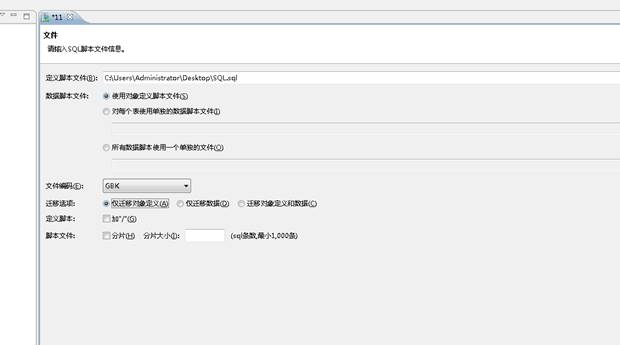 *11
文件
请输入SQL脚本文件信息。
定义脚本文件(B): C:\Users\Administrator\Desktop\SQL.sql
数据脚本文件: 使用对象定义脚本文件(S)
对每个表使用单独的数据脚本文件(I)
所有数据脚本使用一个单独的文件(O)
文件编码(E): GBK
迁移选项: 仅迁移对象定义(A) 仅迁移数据(D) 迁移对象定义和数据(C)
定义脚本: 加"/"(G)
脚本文件: 分片(H) 分片大小(J): (sql条数,最小1,000条)